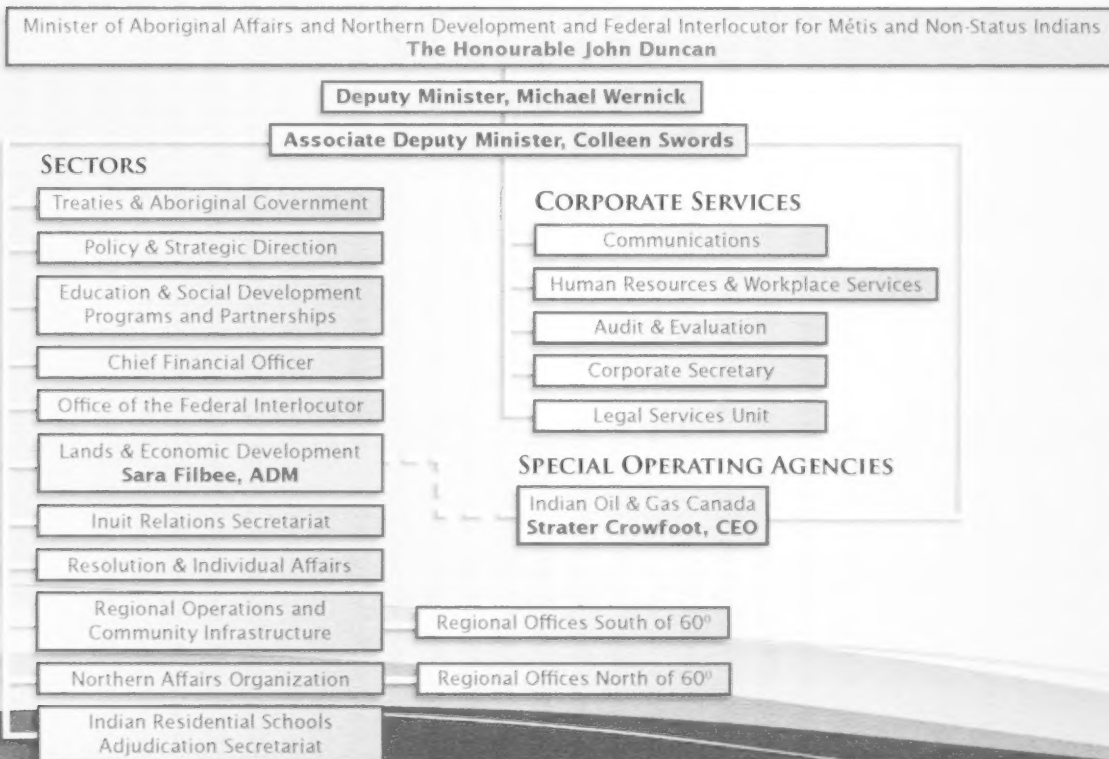 Minister of Aboriginal Affairs and Northern Development and Federal Interlocutor for Métis and Non-Status Indians
The Honourable John Duncan
Deputy Minister, Michael Wernick
Associate Deputy Minister, Colleen Swords
SECTORS
Treaties & Aboriginal Government
Policy & Strategic Direction
Education & Social Development
Programs and Partnerships
Chief Financial Officer
Office of the Federal Interlocutor
Lands & Economic Development
Sara Filbee, ADM
Inuit Relations Secretariat
Resolution & Individual Affairs
Regional Operations and
Community Infrastructure
Regional Offices South of 60⁰
Northern Affairs Organization
Regional Offices North of 60⁰
Indian Residential Schools
Adjudication Secretariat
CORPORATE SERVICES
Communications
Human Resources & Workplace Services
Audit & Evaluation
Corporate Secretary
Legal Services Unit
SPECIAL OPERATING AGENCIES
Indian Oil & Gas Canada
Strater Crowfoot, CEO